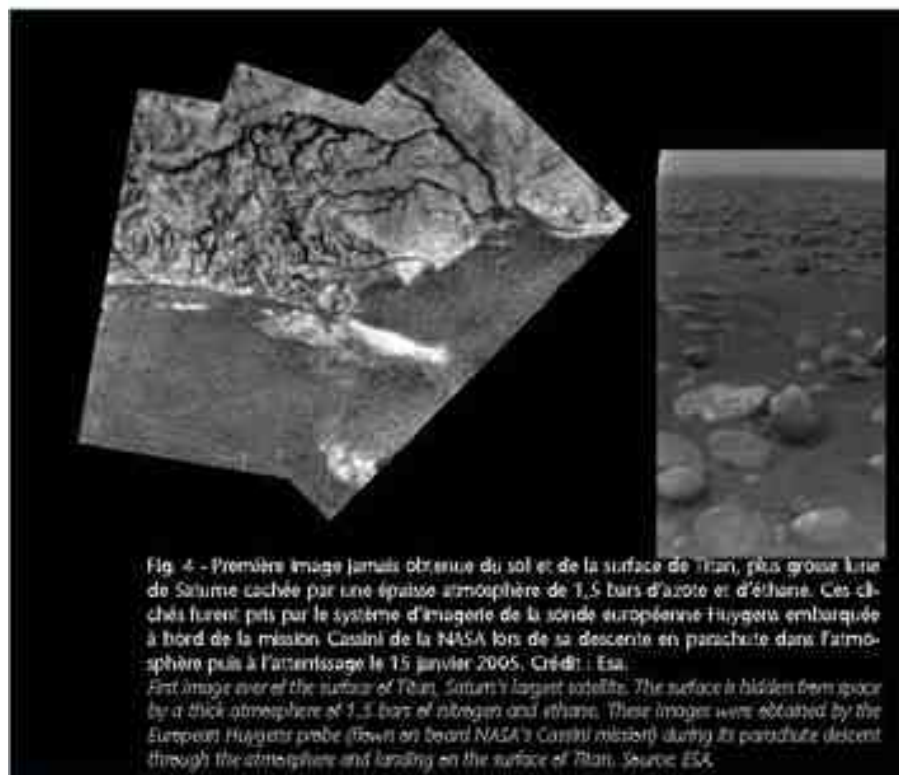 Fig. 4 - Première image jamais obtenue du sol et de la surface de Titan, plus grosse lune
de Saturne cachée par une épaisse atmosphère de 1,5 bars d'azote et d'éthane. Ces cli-
chés furent pris par le système d'imagerie de la sonde européenne Huygens embarquée
à bord de la mission Cassini de la NASA lors de sa descente en parachute dans l'atmo-
sphère puis à l'atterrissage le 15 janvier 2005. Crédit : Esa.
First image ever of the surface of Titan, Saturn's largest satellite. The surface is hidden from space
by a thick atmosphere of 1,5 bars of nitrogen and ethane. These images were obtained by the
European Huygens probe (flown on board NASA's Cassini mission) during its parachute descent
through the atmosphere and landing on the surface of Titan. Source: ESA.